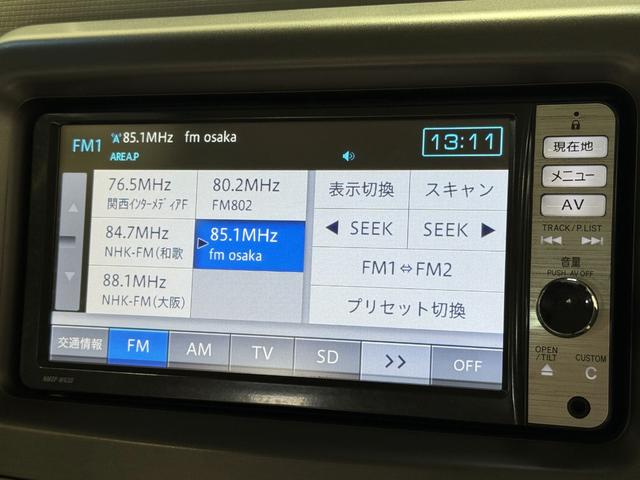 FM1 85.1MHz fm osaka
AREA.P
13:11
76.5MHz
関西インターメディアF
80.2MHz
FM802
84.7MHz
NHK-FM(和歌
85.1MHz
fm osaka
88.1MHz
NHK-FM(大阪)
表示切換
スキャン
◀ SEEK
SEEK ▶
FM1⇔FM2
プリセット切換
交通情報
FM
AM
TV
SD
>>
OFF
現在地
メニュー
AV
TRACK/P.LIST
音量
PUSH AV OFF
OPEN
/TILT
CUSTOM
C